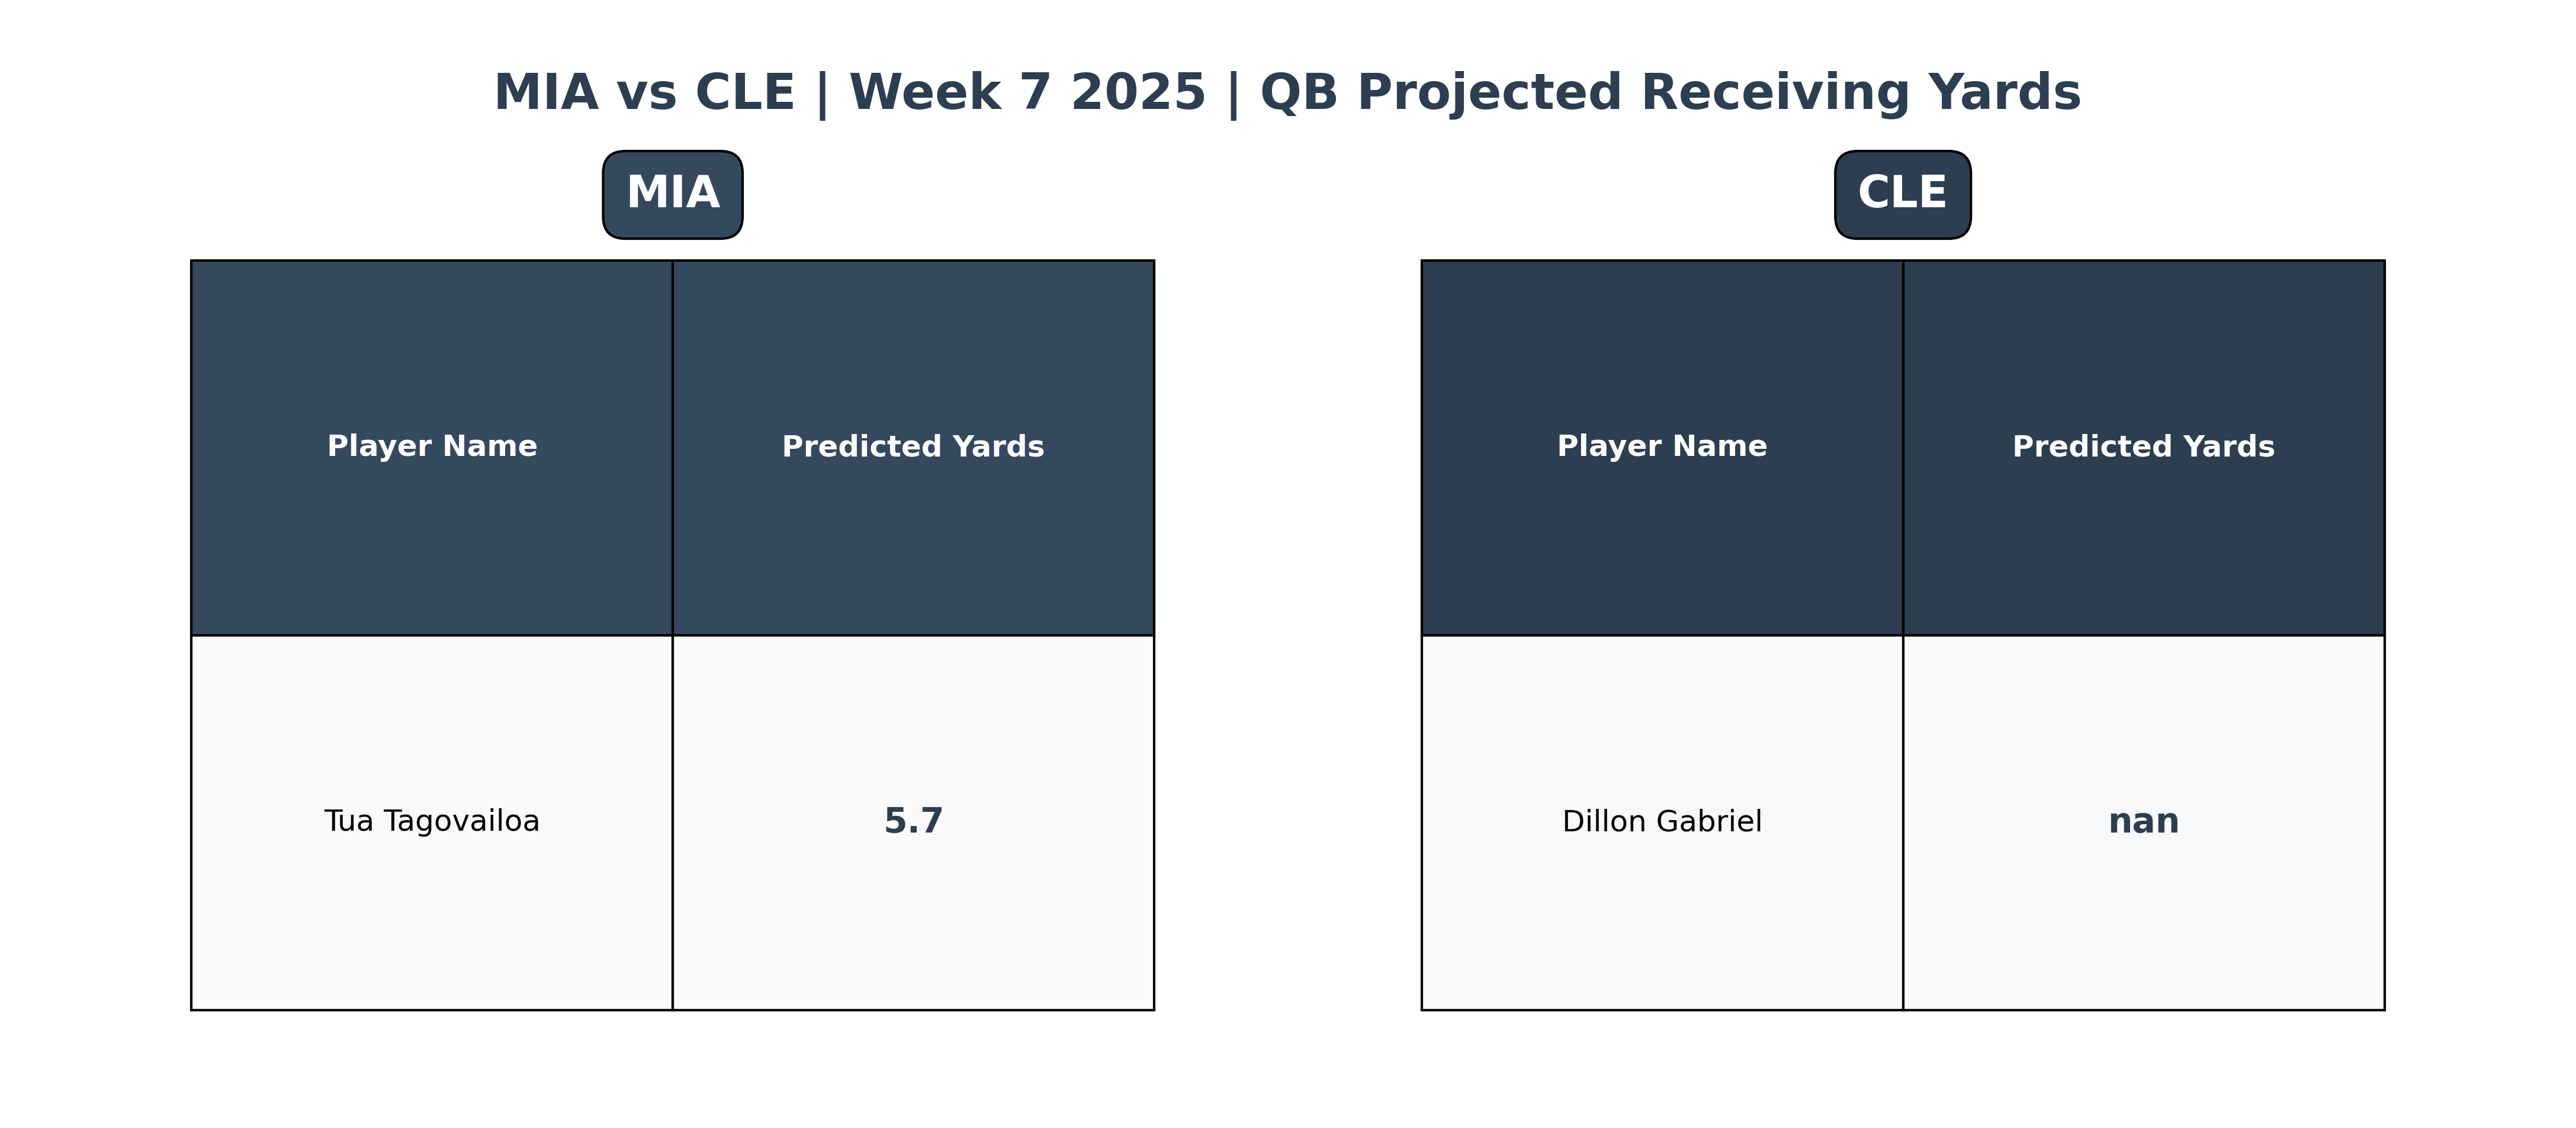 MIA vs CLE | Week 7 2025 | QB Projected Receiving Yards
MIA
Player Name Predicted Yards
Tua Tagovailoa 5.7
CLE
Player Name Predicted Yards
Dillon Gabriel nan